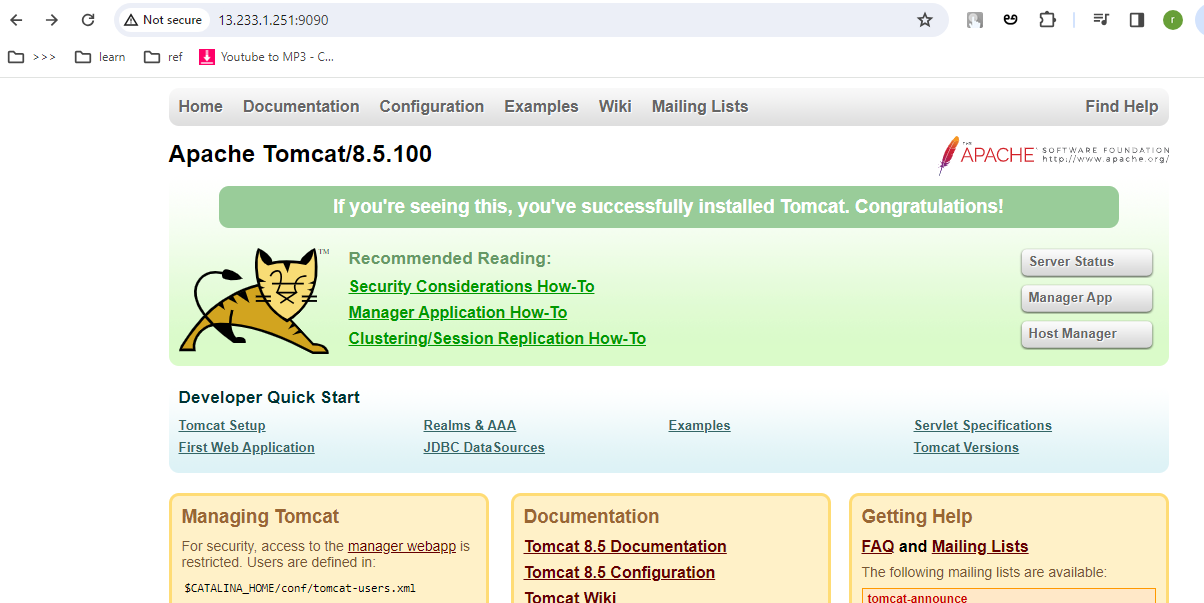 Not secure 13.233.1.251:9090
r
>>> learn ref Youtube to MP3 - C...
Home Documentation Configuration Examples Wiki Mailing Lists Find Help
Apache Tomcat/8.5.100
THE APACHE SOFTWARE FOUNDATION
http://www.apache.org/
If you're seeing this, you've successfully installed Tomcat. Congratulations!
TM
Recommended Reading:
Security Considerations How-To
Manager Application How-To
Clustering/Session Replication How-To
Server Status
Manager App
Host Manager
Developer Quick Start
Tomcat Setup
First Web Application
Realms & AAA
JDBC DataSources
Examples
Servlet Specifications
Tomcat Versions
Managing Tomcat
For security, access to the manager webapp is
restricted. Users are defined in:
$CATALINA_HOME/conf/tomcat-users.xml
Documentation
Tomcat 8.5 Documentation
Tomcat 8.5 Configuration
Tomcat Wiki
Getting Help
FAQ and Mailing Lists
The following mailing lists are available:
tomcat-announce